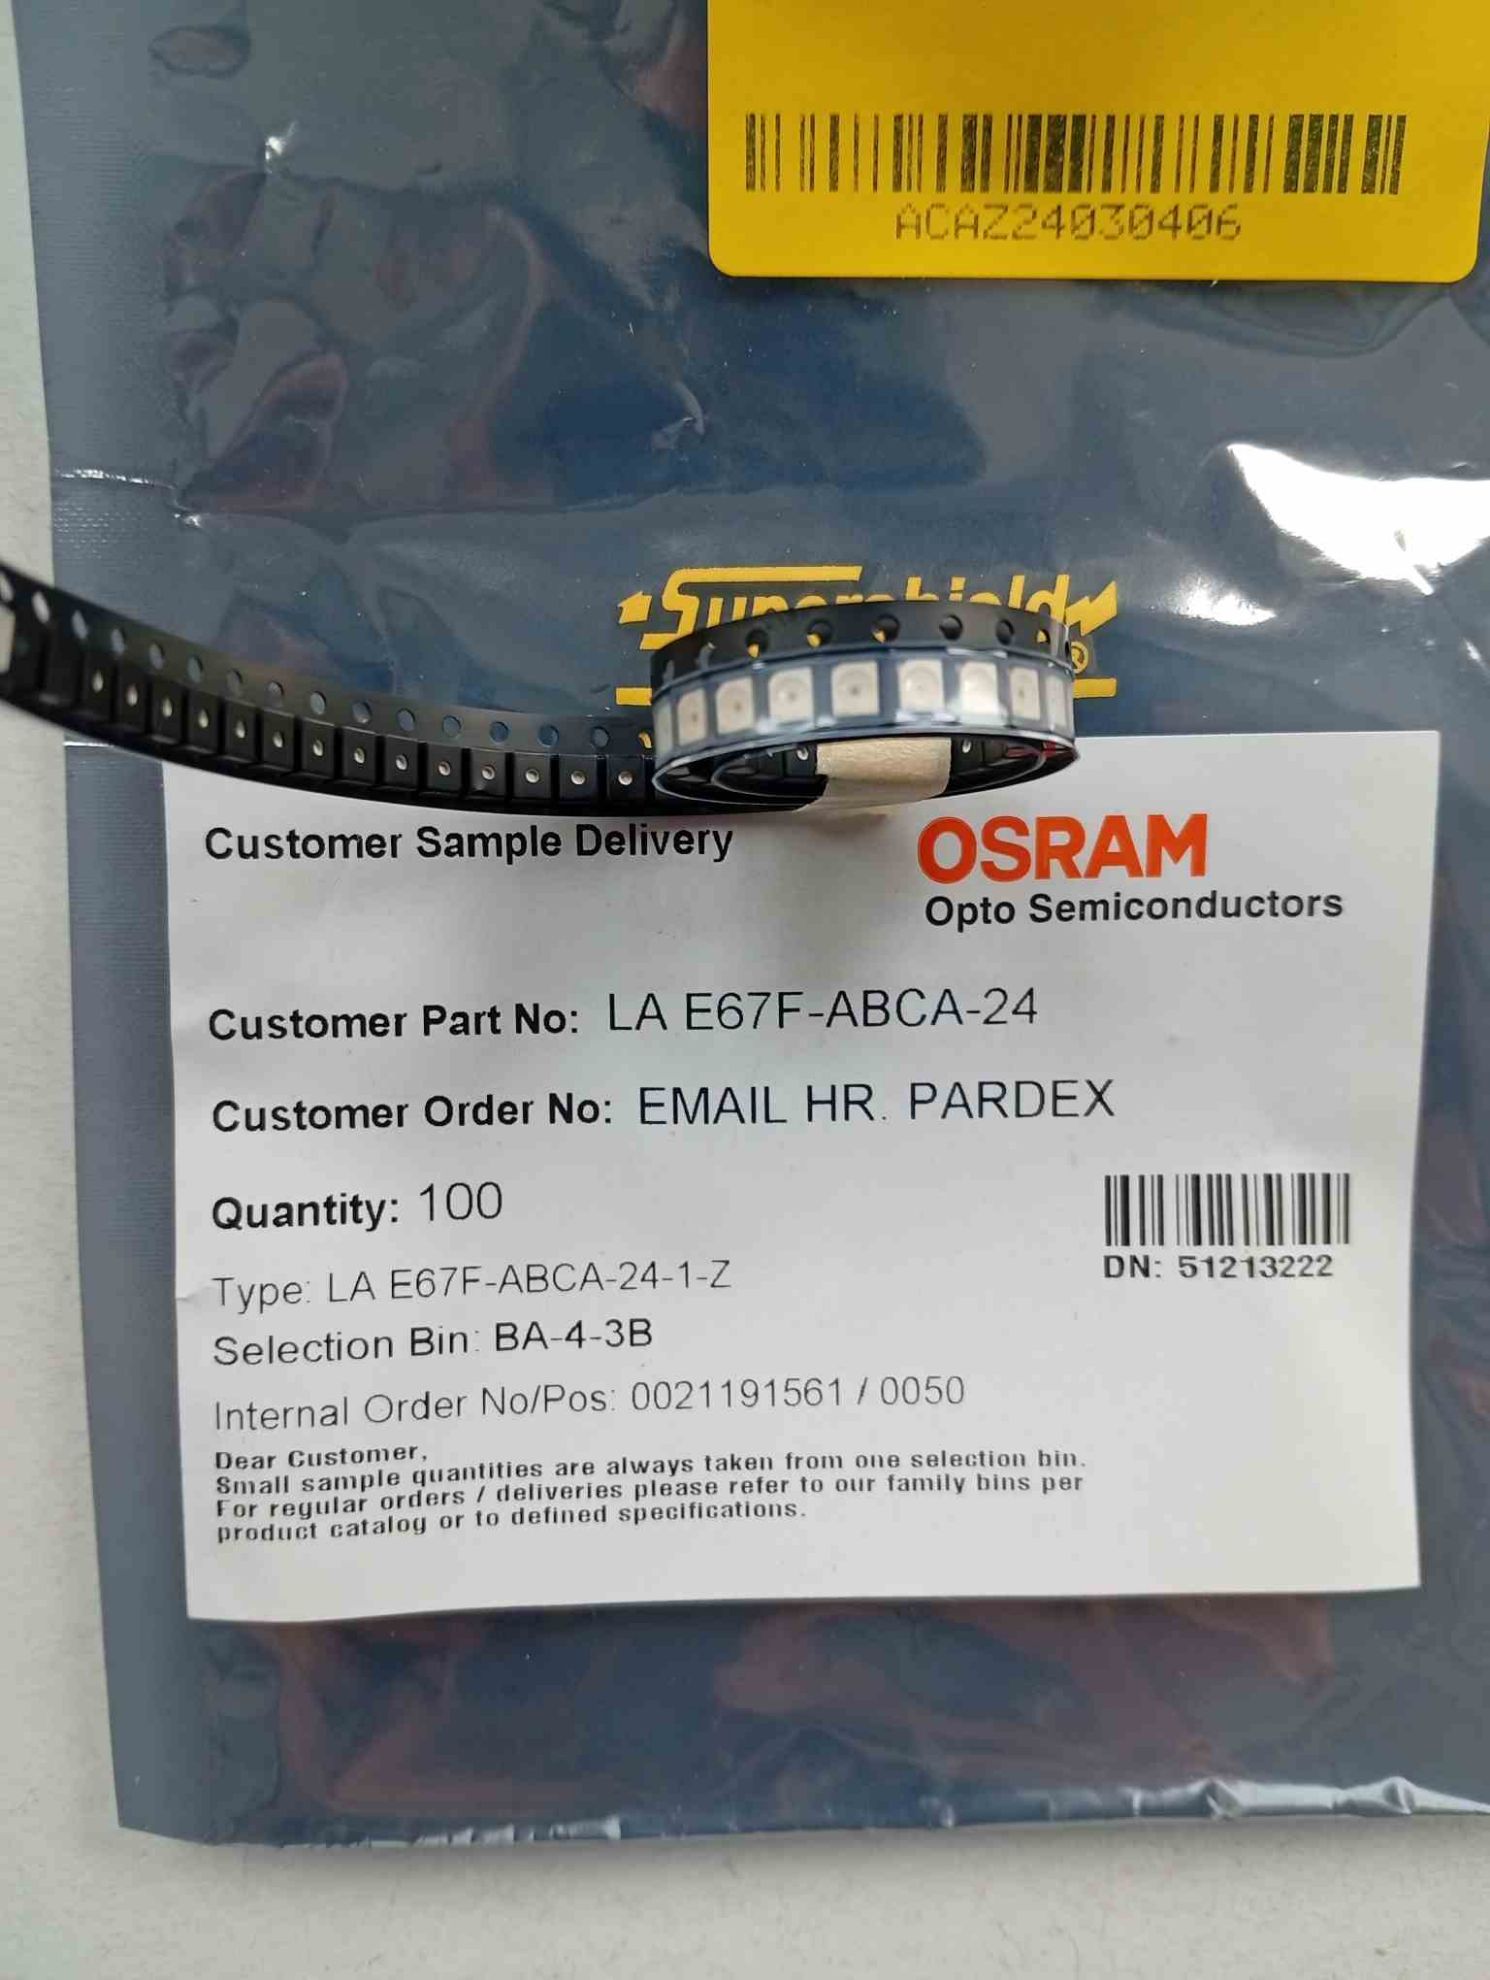 ACAZ24030406
Supershield
®
Customer Sample Delivery
OSRAM
Opto Semiconductors
Customer Part No: LA E67F-ABCA-24
Customer Order No: EMAIL HR. PARDEX
Quantity: 100
DN: 51213222
Type: LA E67F-ABCA-24-1-Z
Selection Bin: BA-4-3B
Internal Order No/Pos: 0021191561 / 0050
Dear Customer,
Small sample quantities are always taken from one selection bin.
For regular orders / deliveries please refer to our family bins per
product catalog or to defined specifications.